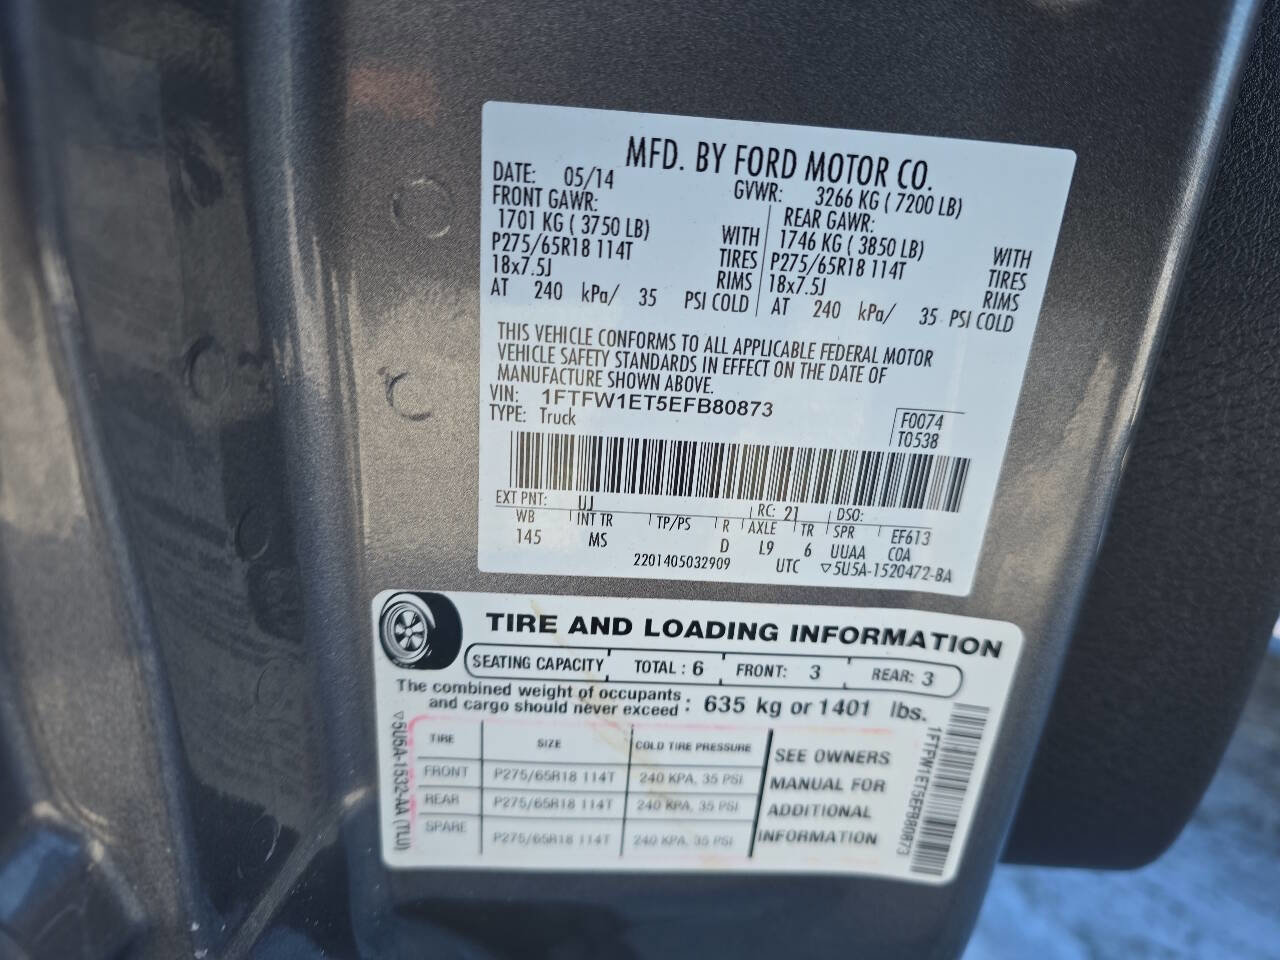 MFD. BY FORD MOTOR CO.
DATE: 05/14 GVWR: 3266 KG ( 7200 LB)
FRONT GAWR: REAR GAWR:
1701 KG ( 3750 LB) WITH 1746 KG ( 3850 LB) WITH
P275/65R18 114T TIRES P275/65R18 114T TIRES
18x7.5J RIMS 18x7.5J RIMS
AT 240 kPa/ 35 PSI COLD AT 240 kPa/ 35 PSI COLD
THIS VEHICLE CONFORMS TO ALL APPLICABLE FEDERAL MOTOR
VEHICLE SAFETY STANDARDS IN EFFECT ON THE DATE OF
MANUFACTURE SHOWN ABOVE.
VIN: 1FTFW1ET5EFB80873
TYPE: Truck
F0074
T0538
EXT PNT: UJ RC: 21 DSO:
WB INT TR TP/PS R AXLE TR SPR EF613
145 MS D L9 6 UUAA COA
2201405032909 UTC ▽5U5A-1520472-BA
TIRE AND LOADING INFORMATION
SEATING CAPACITY TOTAL : 6 FRONT: 3 REAR: 3
The combined weight of occupants
and cargo should never exceed : 635 kg or 1401 lbs.
TIRE SIZE COLD TIRE PRESSURE
FRONT P275/65R18 114T 240 KPA, 35 PSI
REAR P275/65R18 114T 240 KPA, 35 PSI
SPARE P275/65R18 114T 240 KPA, 35 PSI
SEE OWNERS
MANUAL FOR
ADDITIONAL
INFORMATION
▽5U5A-1532-AA (TLU)
1FTFW1ET5EFB80873